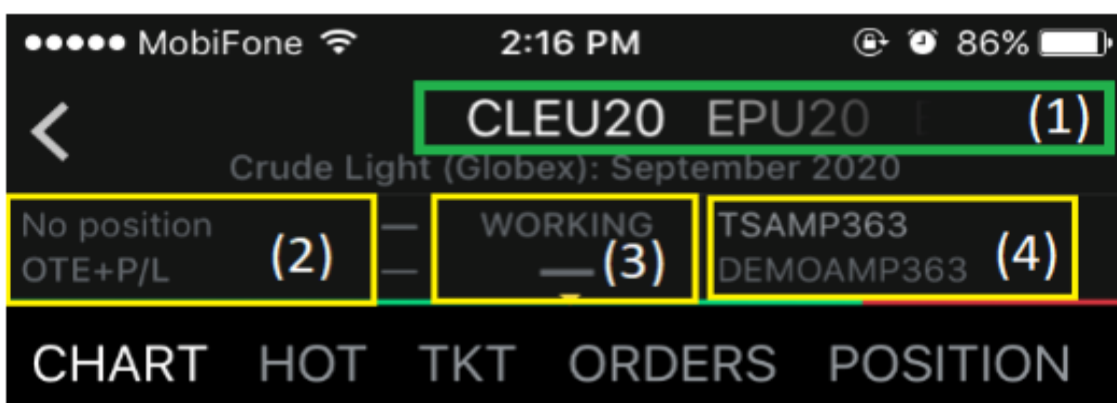 MobiFone 2:16 PM 86%
CLEU20 EPU20 (1)
Crude Light (Globex): September 2020
No position — WORKING TSAMP363
OTE+P/L (2) — — (3) DEMOAMP363 (4)
CHART HOT TKT ORDERS POSITION